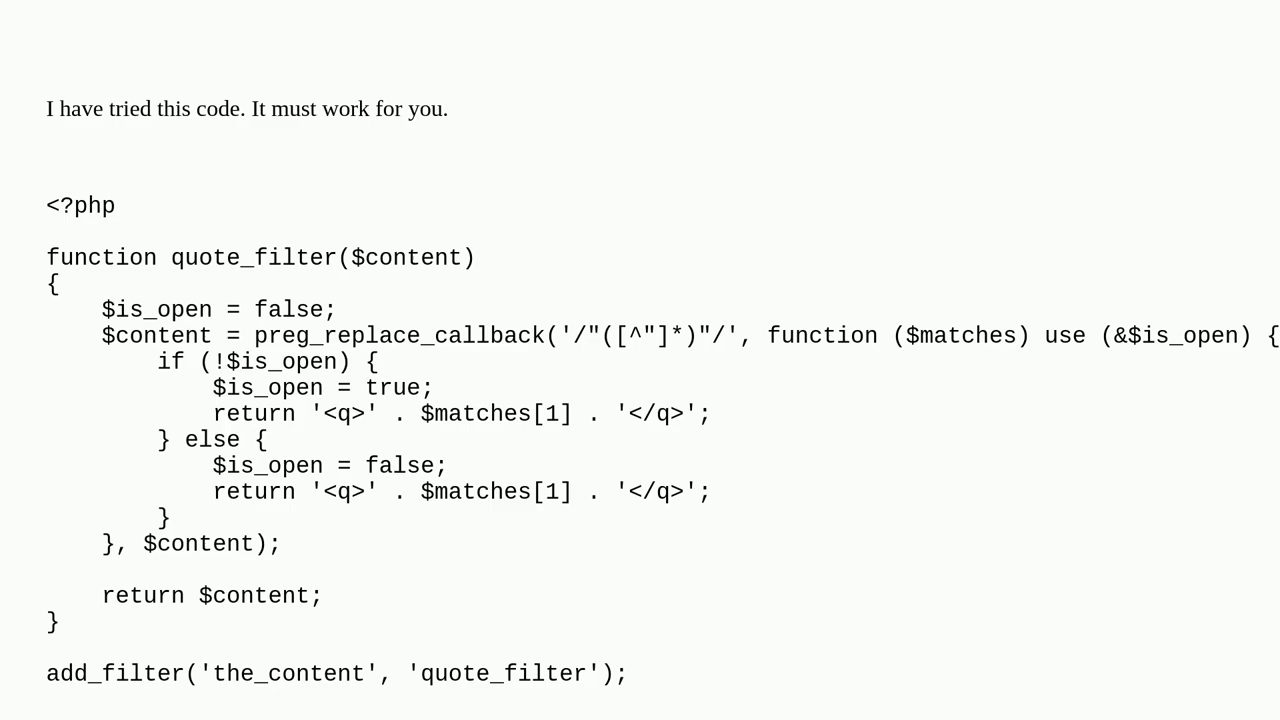 I have tried this code. It must work for you.
<?php
function quote_filter($content)
{
    $is_open = false;
    $content = preg_replace_callback('/"([^"]*)"/', function ($matches) use (&$is_open) {
        if (!$is_open) {
            $is_open = true;
            return '<q>' . $matches[1] . '</q>';
        } else {
            $is_open = false;
            return '<q>' . $matches[1] . '</q>';
        }
    }, $content);
    return $content;
}
add_filter('the_content', 'quote_filter');